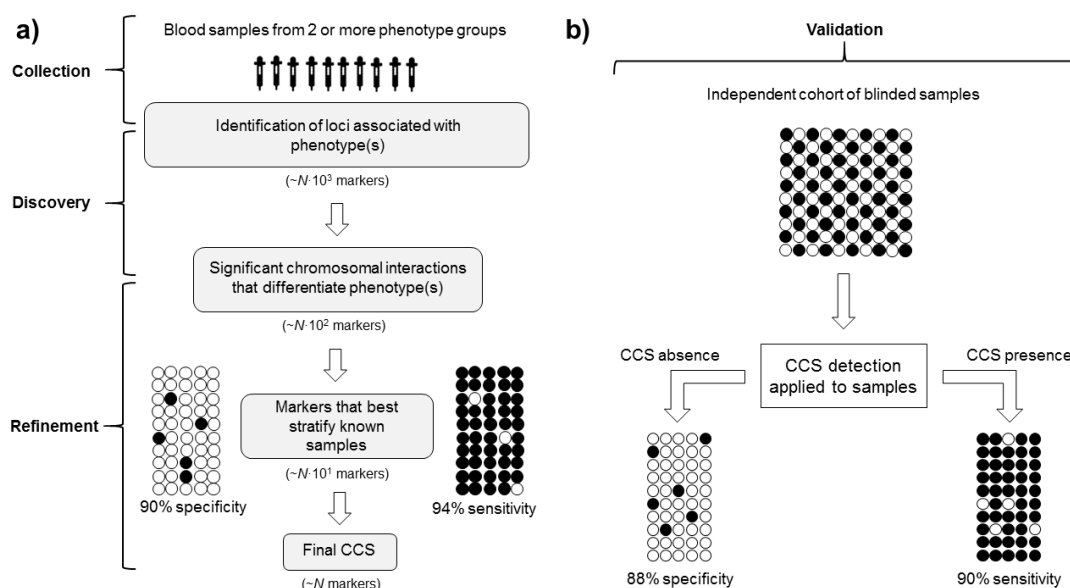 a)
Blood samples from 2 or more phenotype groups
Collection
Identification of loci associated with
phenotype(s)
(~N·10³ markers)
Discovery
Significant chromosomal interactions
that differentiate phenotype(s)
(~N·10² markers)
Refinement
Markers that best
stratify known
samples
(~N·10¹ markers)
90% specificity
94% sensitivity
Final CCS
(~N markers)
b)
Validation
Independent cohort of blinded samples
CCS absence
CCS detection
applied to samples
CCS presence
88% specificity
90% sensitivity